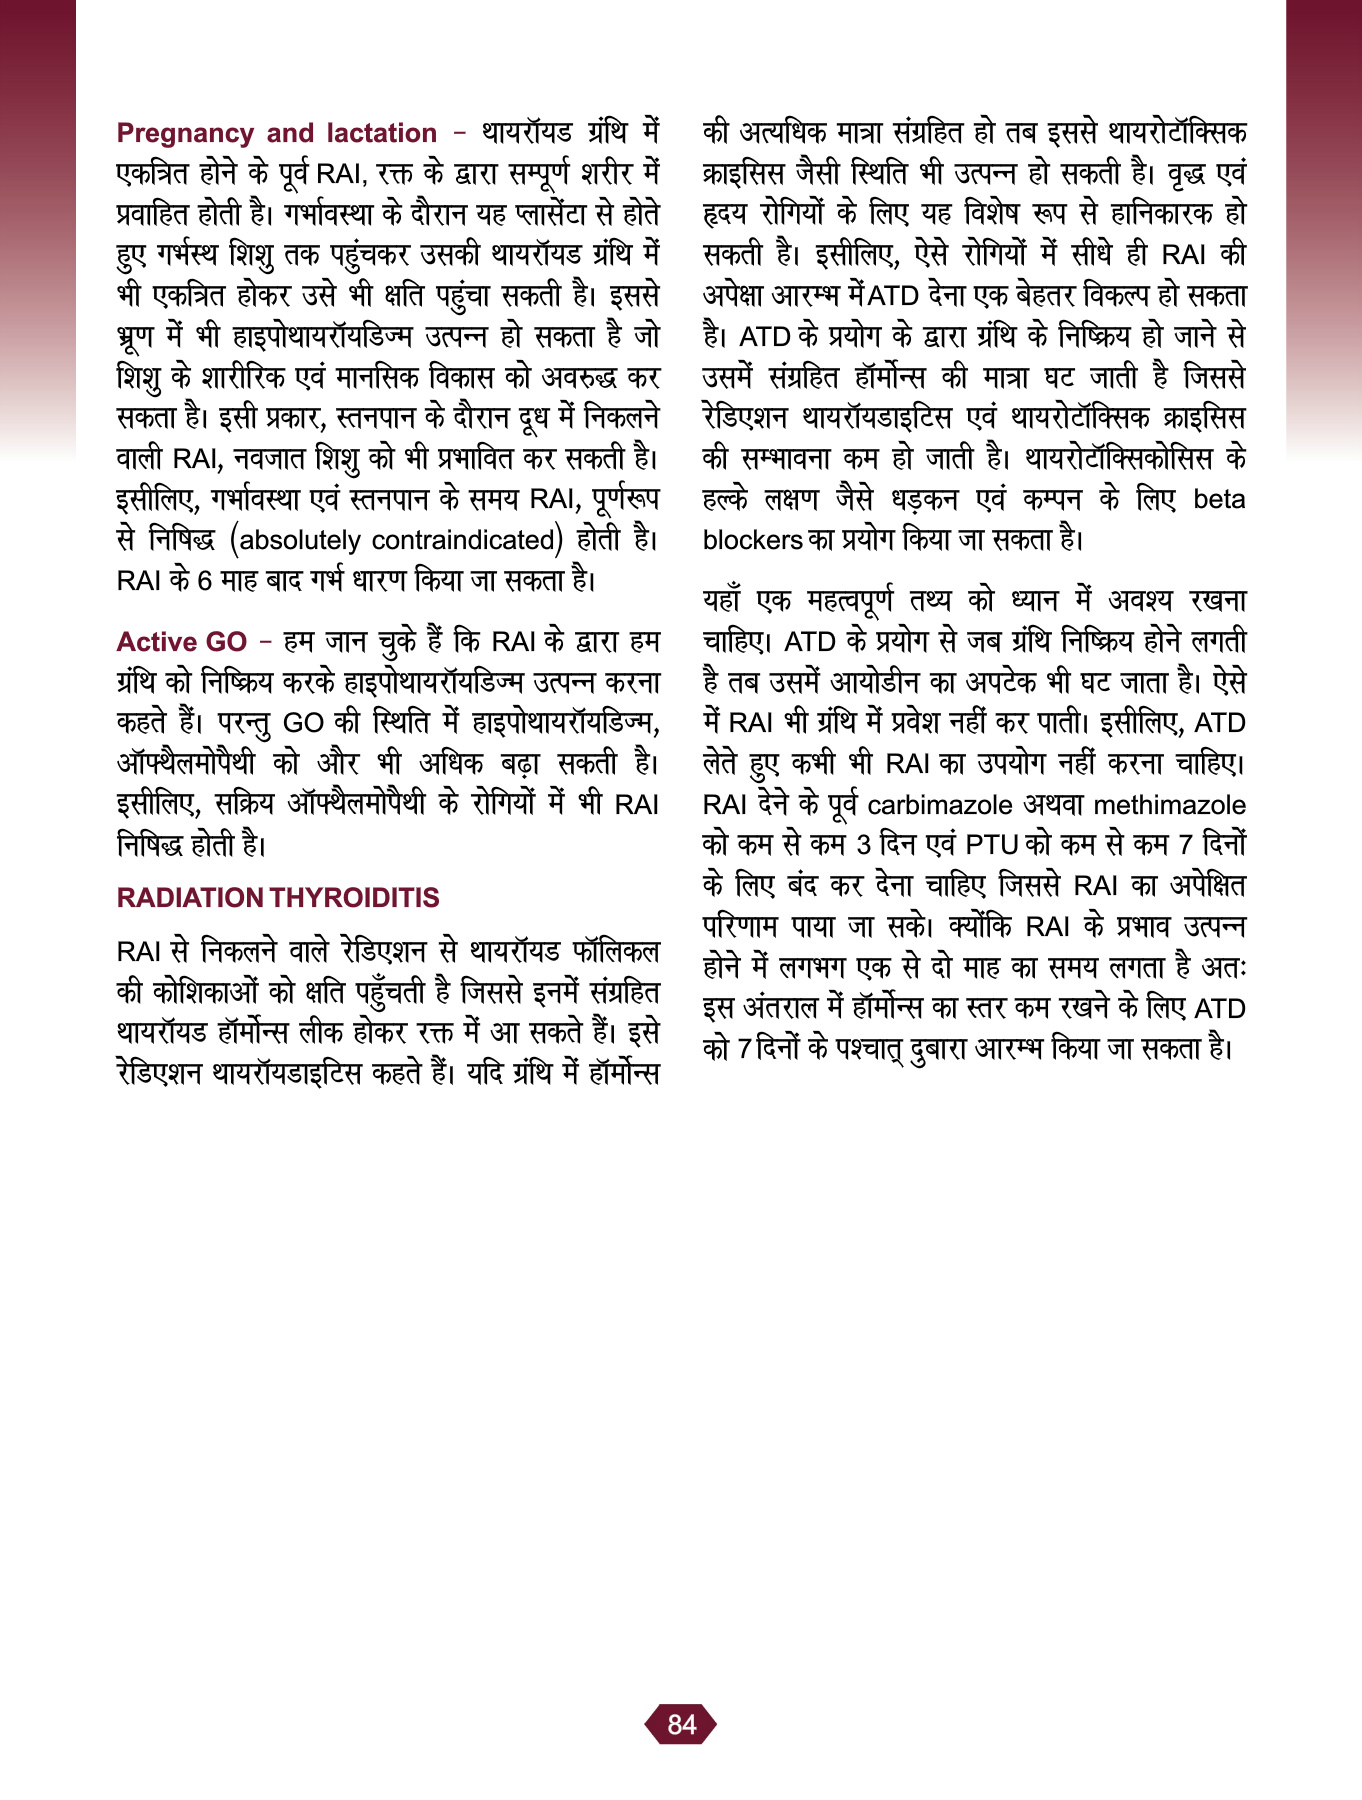 Pregnancy and lactation – थायरॉयड ग्रंथि में
एकत्रित होने के पूर्व RAI, रक्त के द्वारा सम्पूर्ण शरीर में
प्रवाहित होती है। गर्भावस्था के दौरान यह प्लासेंटा से होते
हुए गर्भस्थ शिशु तक पहुंचकर उसकी थायरॉयड ग्रंथि में
भी एकत्रित होकर उसे भी क्षति पहुंचा सकती है। इससे
भ्रूण में भी हाइपोथायरॉयडिज्म उत्पन्न हो सकता है जो
शिशु के शारीरिक एवं मानसिक विकास को अवरुद्ध कर
सकता है। इसी प्रकार, स्तनपान के दौरान दूध में निकलने
वाली RAI, नवजात शिशु को भी प्रभावित कर सकती है।
इसीलिए, गर्भावस्था एवं स्तनपान के समय RAI, पूर्णरूप
से निषिद्ध (absolutely contraindicated) होती है।
RAI के 6 माह बाद गर्भ धारण किया जा सकता है।
Active GO – हम जान चुके हैं कि RAI के द्वारा हम
ग्रंथि को निष्क्रिय करके हाइपोथायरॉयडिज्म उत्पन्न करना
कहते हैं। परन्तु GO की स्थिति में हाइपोथायरॉयडिज्म,
ऑफ्थैलमोपैथी को और भी अधिक बढ़ा सकती है।
इसीलिए, सक्रिय ऑफ्थैलमोपैथी के रोगियों में भी RAI
निषिद्ध होती है।
RADIATION THYROIDITIS
RAI से निकलने वाले रेडिएशन से थायरॉयड फॉलिकल
की कोशिकाओं को क्षति पहुँचती है जिससे इनमें संग्रहित
थायरॉयड हॉर्मोन्स लीक होकर रक्त में आ सकते हैं। इसे
रेडिएशन थायरॉयडाइटिस कहते हैं। यदि ग्रंथि में हॉर्मोन्स
की अत्यधिक मात्रा संग्रहित हो तब इससे थायरोटॉक्सिक
क्राइसिस जैसी स्थिति भी उत्पन्न हो सकती है। वृद्ध एवं
हृदय रोगियों के लिए यह विशेष रूप से हानिकारक हो
सकती है। इसीलिए, ऐसे रोगियों में सीधे ही RAI की
अपेक्षा आरम्भ में ATD देना एक बेहतर विकल्प हो सकता
है। ATD के प्रयोग के द्वारा ग्रंथि के निष्क्रिय हो जाने से
उसमें संग्रहित हॉर्मोन्स की मात्रा घट जाती है जिससे
रेडिएशन थायरॉयडाइटिस एवं थायरोटॉक्सिक क्राइसिस
की सम्भावना कम हो जाती है। थायरोटॉक्सिकोसिस के
हल्के लक्षण जैसे धड़कन एवं कम्पन के लिए beta
blockers का प्रयोग किया जा सकता है।
यहाँ एक महत्वपूर्ण तथ्य को ध्यान में अवश्य रखना
चाहिए। ATD के प्रयोग से जब ग्रंथि निष्क्रिय होने लगती
है तब उसमें आयोडीन का अपटेक भी घट जाता है। ऐसे
में RAI भी ग्रंथि में प्रवेश नहीं कर पाती। इसीलिए, ATD
लेते हुए कभी भी RAI का उपयोग नहीं करना चाहिए।
RAI देने के पूर्व carbimazole अथवा methimazole
को कम से कम 3 दिन एवं PTU को कम से कम 7 दिनों
के लिए बंद कर देना चाहिए जिससे RAI का अपेक्षित
परिणाम पाया जा सके। क्योंकि RAI के प्रभाव उत्पन्न
होने में लगभग एक से दो माह का समय लगता है अतः
इस अंतराल में हॉर्मोन्स का स्तर कम रखने के लिए ATD
को 7 दिनों के पश्चात् दुबारा आरम्भ किया जा सकता है।
84